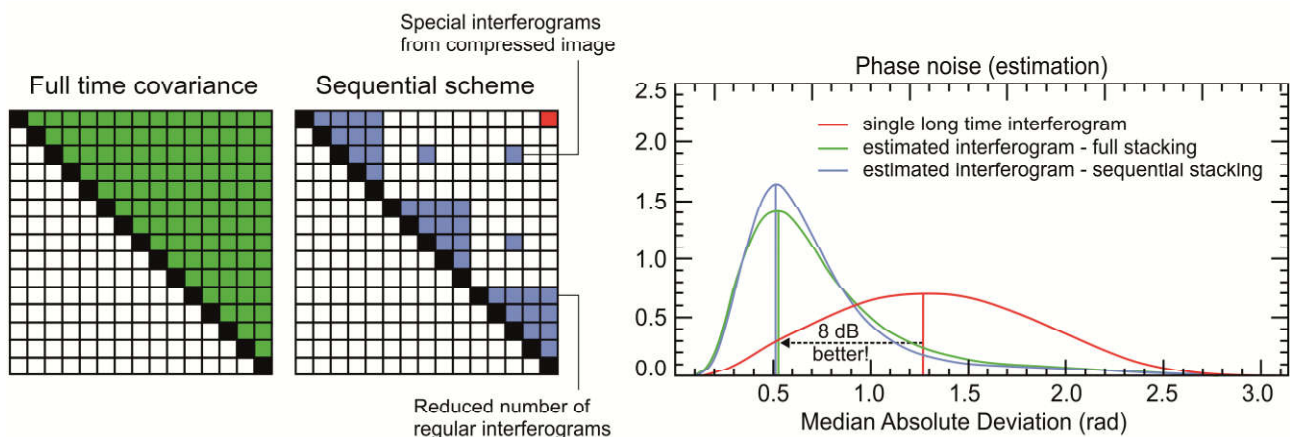 Special interferograms
from compressed image
Full time covariance
Sequential scheme
Reduced number of
regular interferograms
Phase noise (estimation)
2.5
2.0
1.5
1.0
0.5
0.0
single long time interferogram
estimated interferogram - full stacking
estimated interferogram - sequential stacking
8 dB
better!
0.5 1.0 1.5 2.0 2.5 3.0
Median Absolute Deviation (rad)